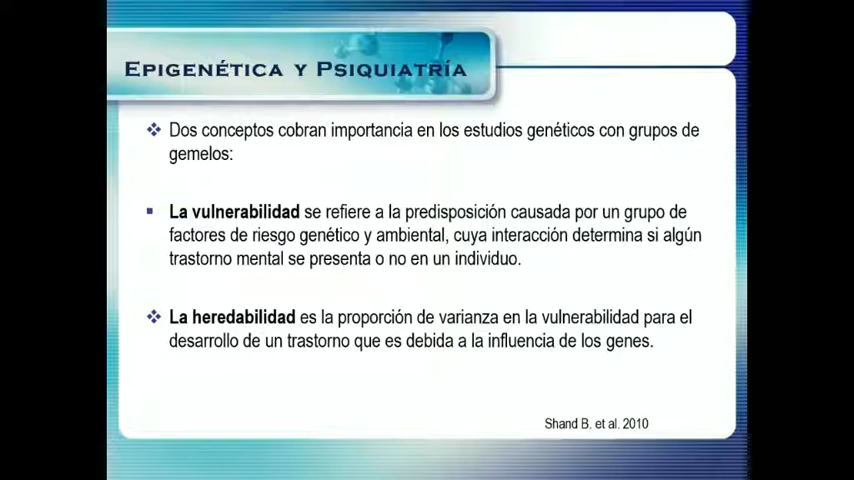 Epigenética y Psiquiatría
Dos conceptos cobran importancia en los estudios genéticos con grupos de
gemelos:
La vulnerabilidad se refiere a la predisposición causada por un grupo de
factores de riesgo genético y ambiental, cuya interacción determina si algún
trastorno mental se presenta o no en un individuo.
La heredabilidad es la proporción de varianza en la vulnerabilidad para el
desarrollo de un trastorno que es debida a la influencia de los genes.
Shand B. et al. 2010